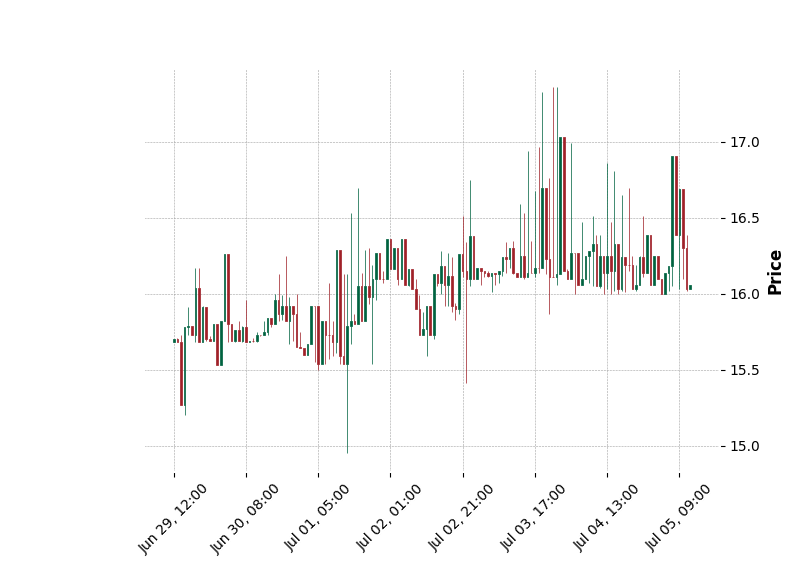 17.0
16.5
16.0
15.5
15.0
Price
Jun 29, 12:00
Jun 30, 08:00
Jul 01, 05:00
Jul 02, 01:00
Jul 02, 21:00
Jul 03, 17:00
Jul 04, 13:00
Jul 05, 09:00